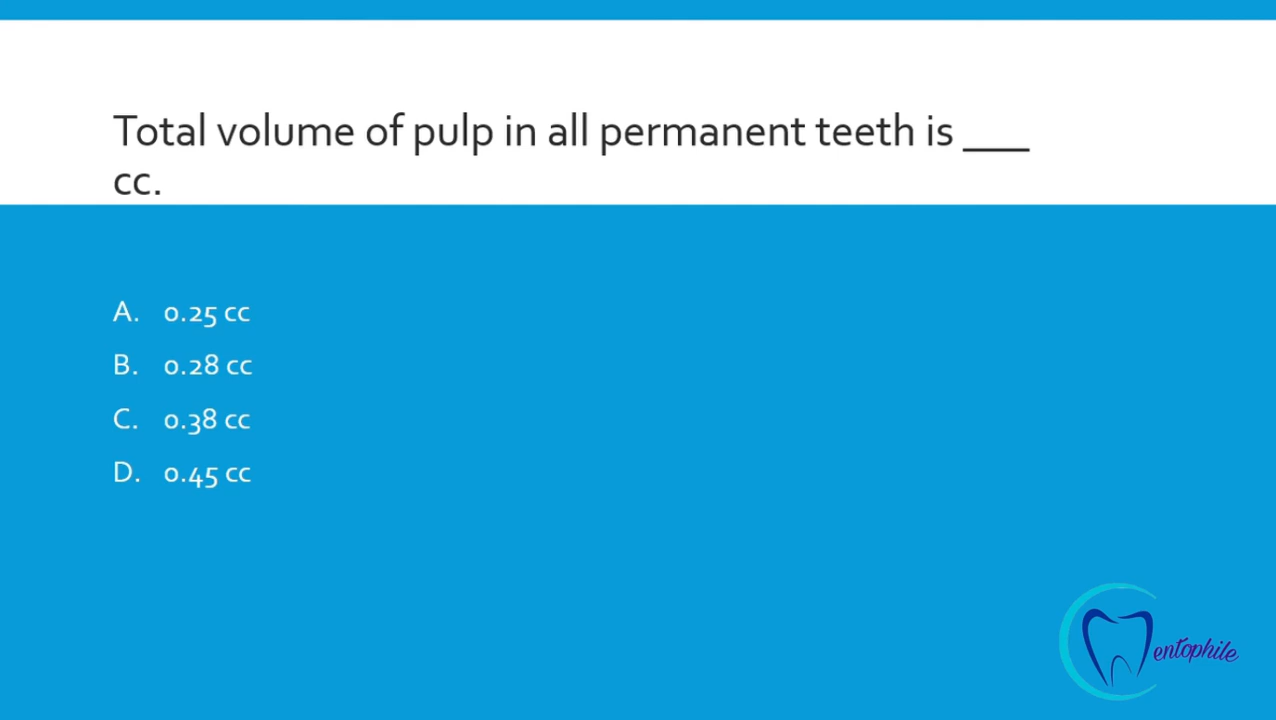 Total volume of pulp in all permanent teeth is ____
cc.
A. 0.25 cc
B. 0.28 cc
C. 0.38 cc
D. 0.45 cc
entophile